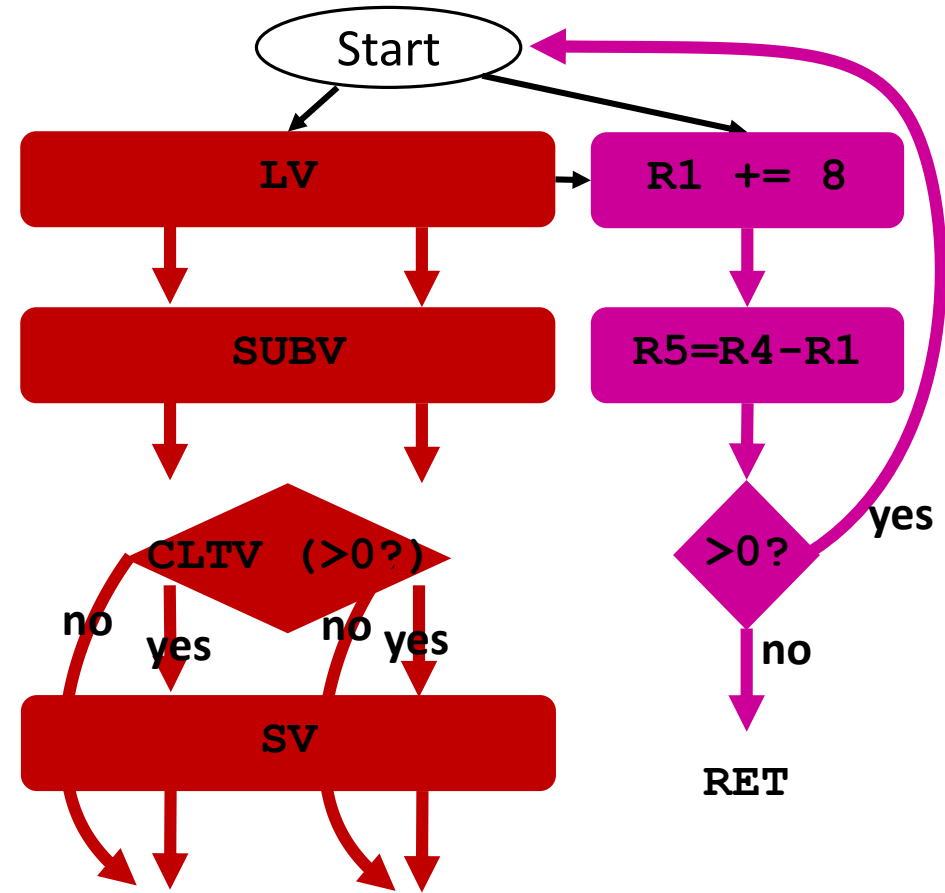 Start
LV
R1 += 8
SUBV
R5=R4-R1
CLTV (>0?)
>0?
yes
no
yes
no
yes
no
SV
RET